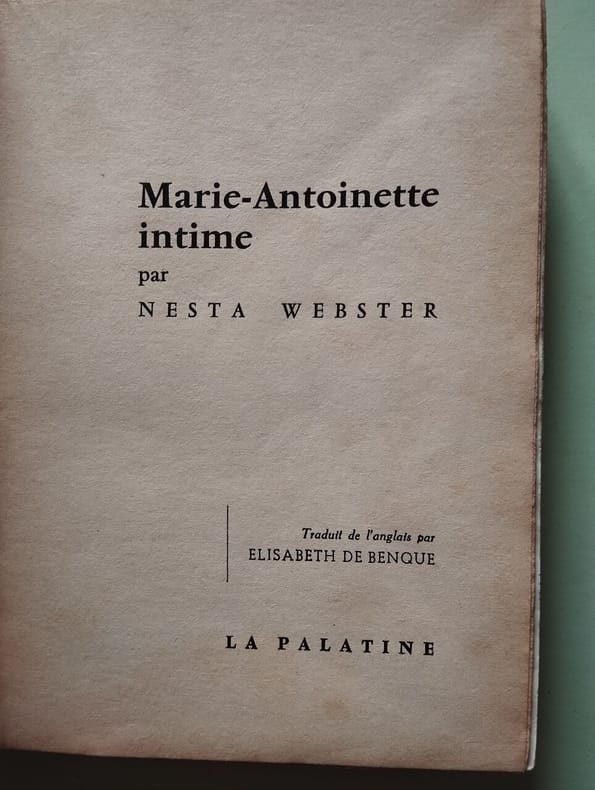 Marie-Antoinette
intime
par
NESTA WEBSTER
Traduit de l'anglais par
ELISABETH DE BENQUE
LA PALATINE